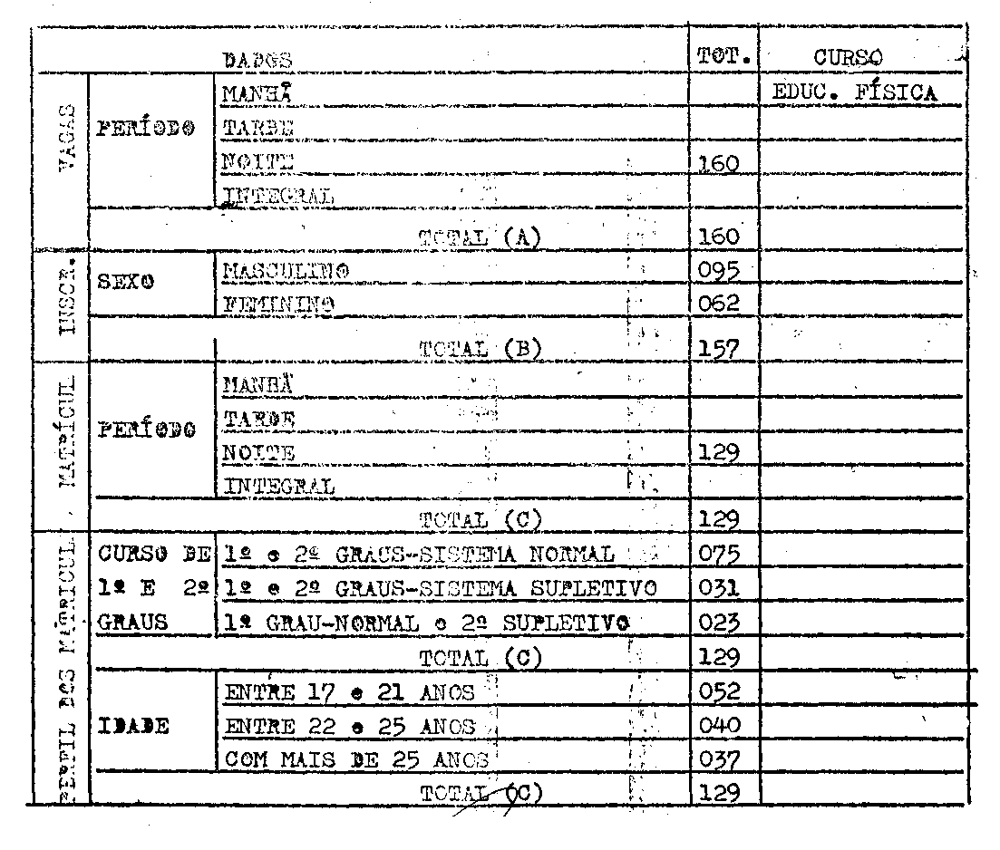 DADOS TOT. CURSO
VAGAS
PERÍODO
MANHÃ EDUC. FÍSICA
TARDE
NOITE 160
INTEGRAL
TOTAL (A) 160
INSCR.
SEXO
MASCULINO 095
FEMININO 062
TOTAL (B) 157
MATRÍCUL
PERÍODO
MANHÃ
TARDE
NOITE 129
INTEGRAL
TOTAL (C) 129
PERFIL DOS MATRICUL.
CURSO DE 1º e 2º GRAUS-SISTEMA NORMAL 075
1º E 2º 1º e 2º GRAUS-SISTEMA SUPLETIVO 031
GRAUS 1º GRAU-NORMAL e 2º SUPLETIVO 023
TOTAL (C) 129
IDADE
ENTRE 17 e 21 ANOS 052
ENTRE 22 e 25 ANOS 040
COM MAIS DE 25 ANOS 037
TOTAL (C) 129